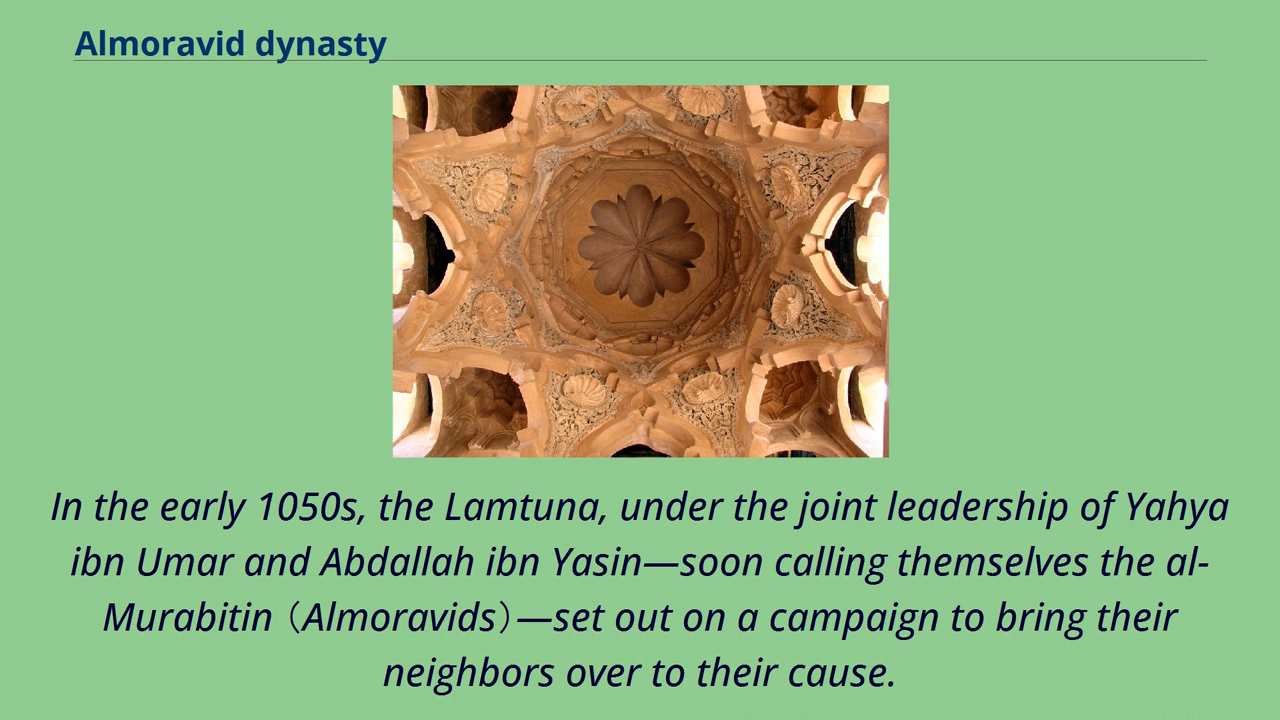 Almoravid dynasty
In the early 1050s, the Lamtuna, under the joint leadership of Yahya
ibn Umar and Abdallah ibn Yasin—soon calling themselves the al-
Murabitin（Almoravids）—set out on a campaign to bring their
neighbors over to their cause.